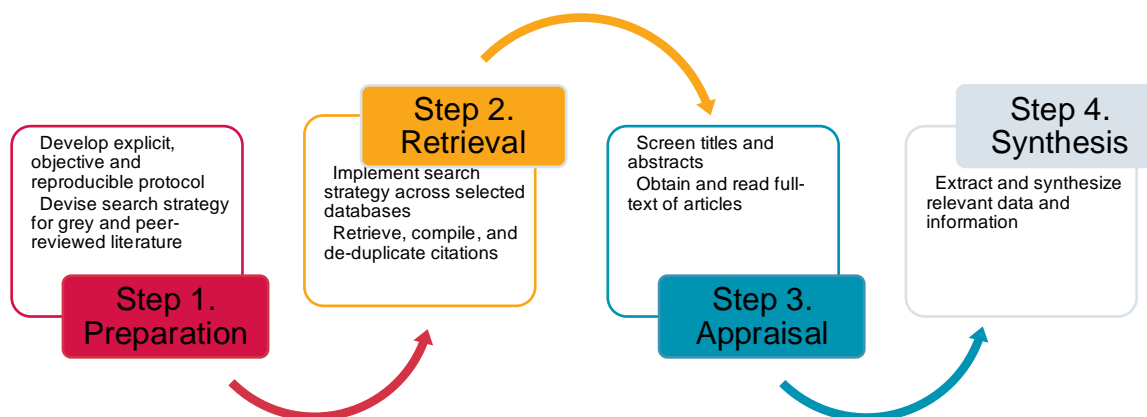 Develop explicit,
objective and
reproducible protocol
Devise search strategy
for grey and peer-
reviewed literature
Step 1.
Preparation
Step 2.
Retrieval
Implement search
strategy across selected
databases
Retrieve, compile, and
de-duplicate citations
Screen titles and
abstracts
Obtain and read full-
text of articles
Step 3.
Appraisal
Step 4.
Synthesis
Extract and synthesize
relevant data and
information